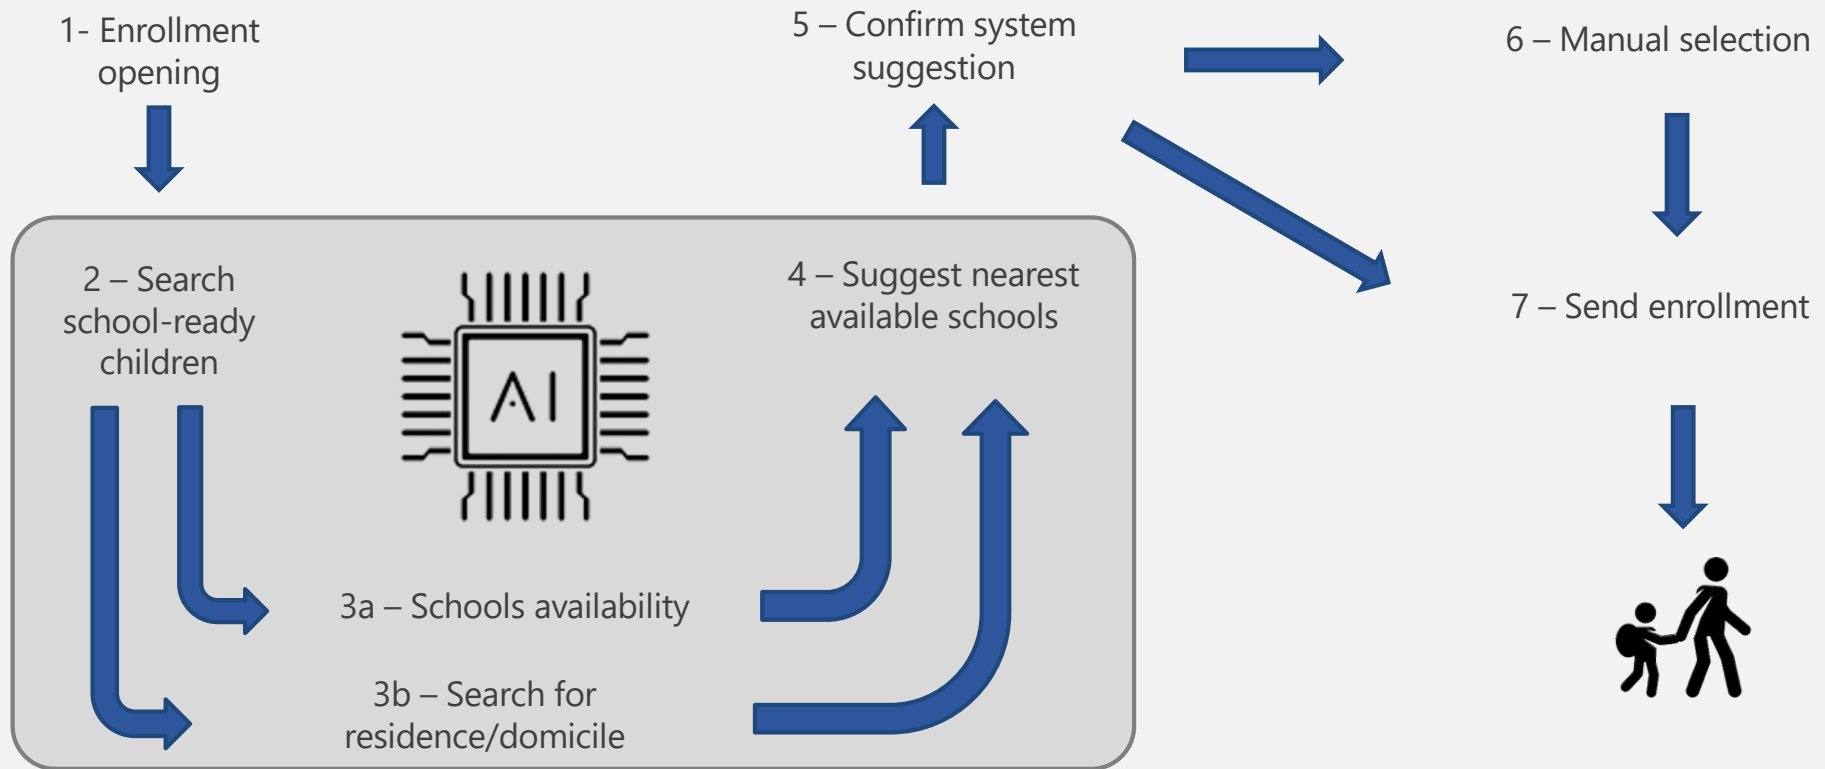 1- Enrollment
opening
5 – Confirm system
suggestion
6 – Manual selection
2 – Search
school-ready
children
AI
4 – Suggest nearest
available schools
7 – Send enrollment
3a – Schools availability
3b – Search for
residence/domicile